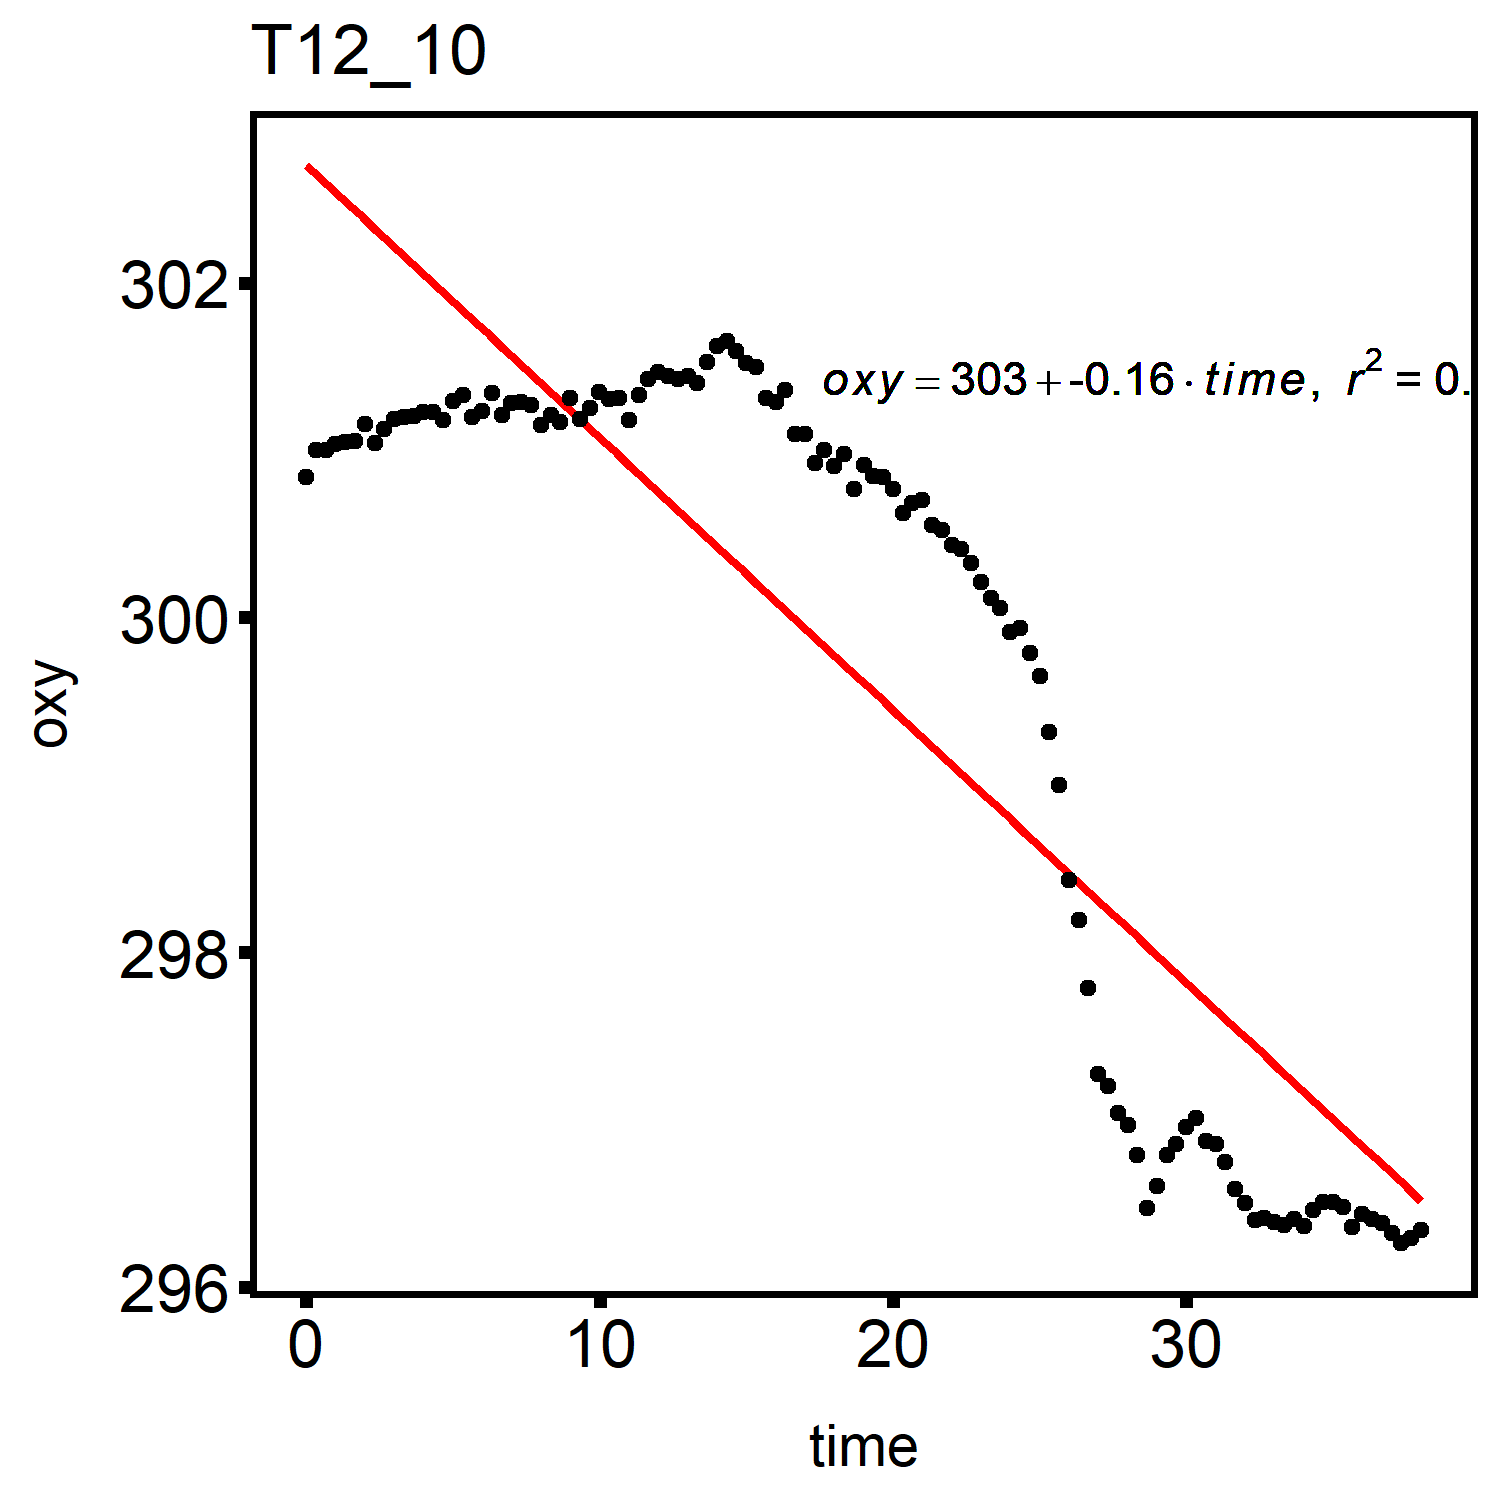 T12_10
302
oxy = 303 + -0.16 · time, r² = 0.
300
oxy
298
296
0 10 20 30
time